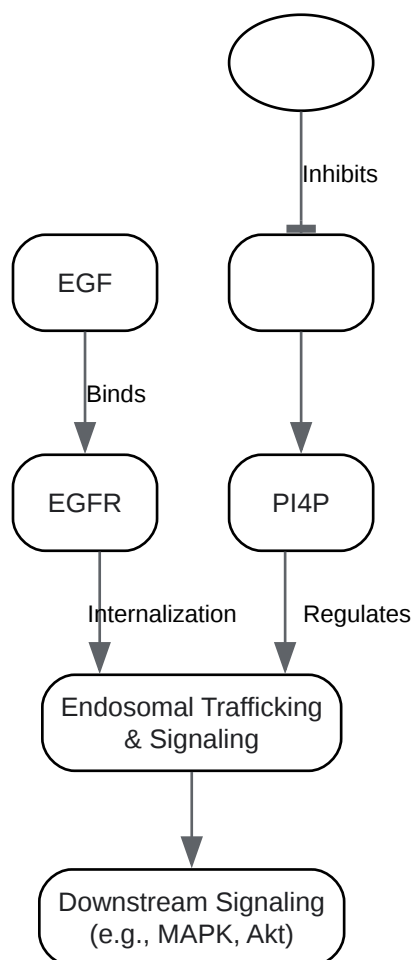 Inhibits
EGF
Binds
EGFR
PI4P
Internalization
Regulates
Endosomal Trafficking
& Signaling
Downstream Signaling
(e.g., MAPK, Akt)